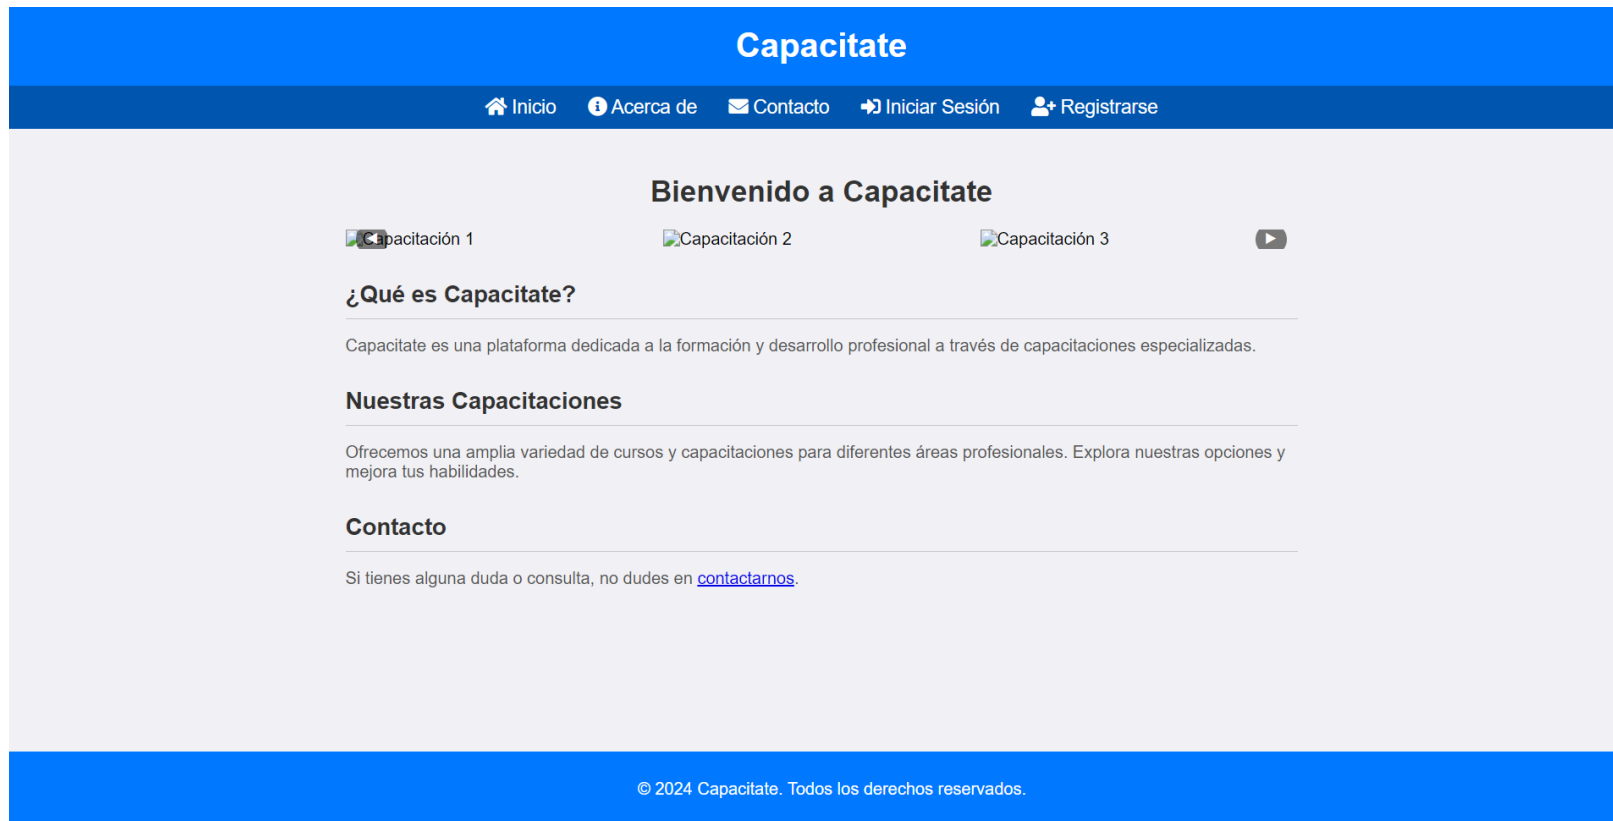 Capacitate
Inicio Acerca de Contacto Iniciar Sesión Registrarse
Bienvenido a Capacitate
Capacitación 1 Capacitación 2 Capacitación 3
¿Qué es Capacitate?
Capacitate es una plataforma dedicada a la formación y desarrollo profesional a través de capacitaciones especializadas.
Nuestras Capacitaciones
Ofrecemos una amplia variedad de cursos y capacitaciones para diferentes áreas profesionales. Explora nuestras opciones y
mejora tus habilidades.
Contacto
Si tienes alguna duda o consulta, no dudes en contactarnos.
© 2024 Capacitate. Todos los derechos reservados.